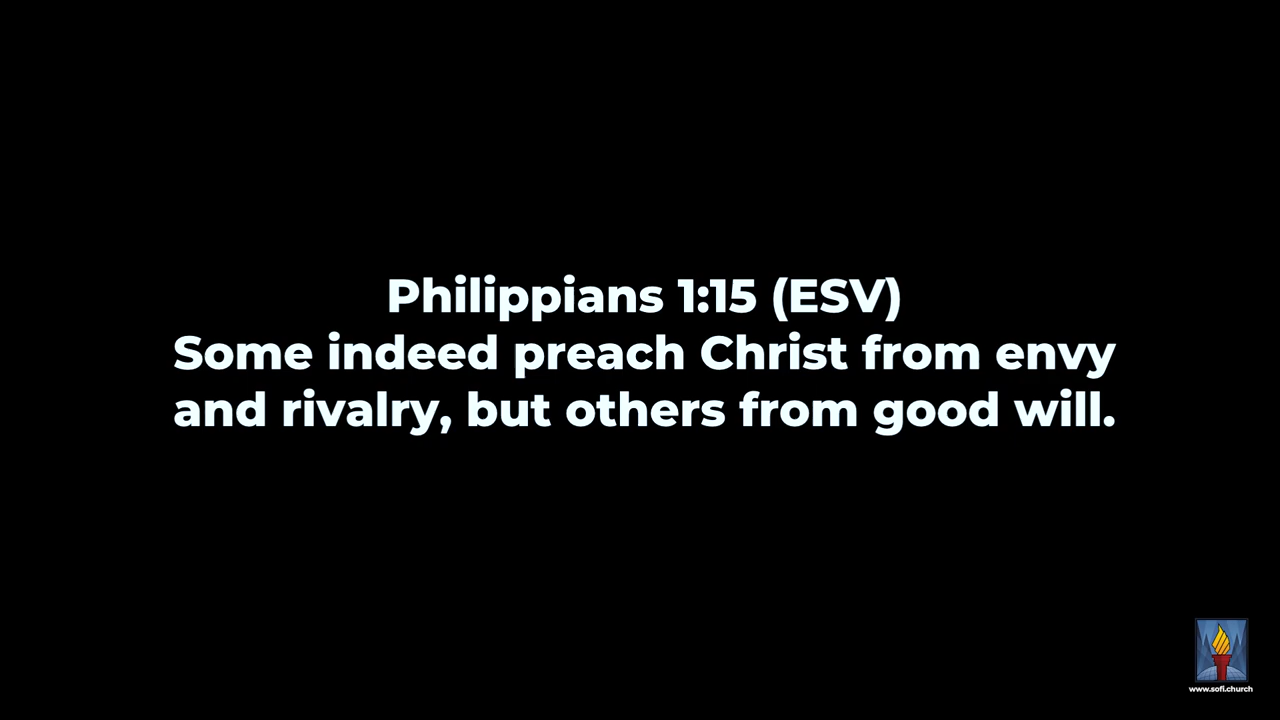 Philippians 1:15 (ESV)
Some indeed preach Christ from envy
and rivalry, but others from good will.
www.sofi.church